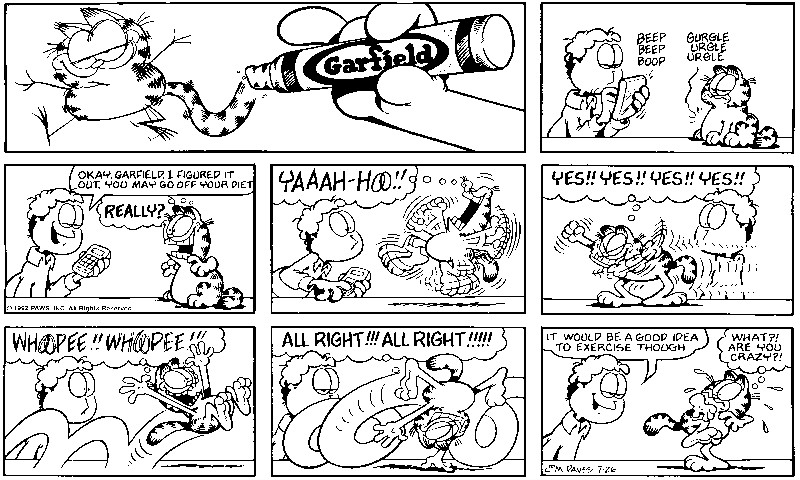 Garfield
BEEP
BEEP
BOOP
GURGLE
URGLE
URGLE
OKAY, GARFIELD, I FIGURED IT
OUT. YOU MAY GO OFF YOUR DIET
REALLY?
© 1992 PAWS, INC. All Rights Reserved
YAAAH-HOO!!
YES!! YES!! YES!! YES!!
WHOOPEE!! WHOOPEE!!!
ALL RIGHT!!! ALL RIGHT!!!!!
IT WOULD BE A GOOD IDEA
TO EXERCISE THOUGH
WHAT?!
ARE YOU
CRAZY?!
JIM DAVIS 7-26